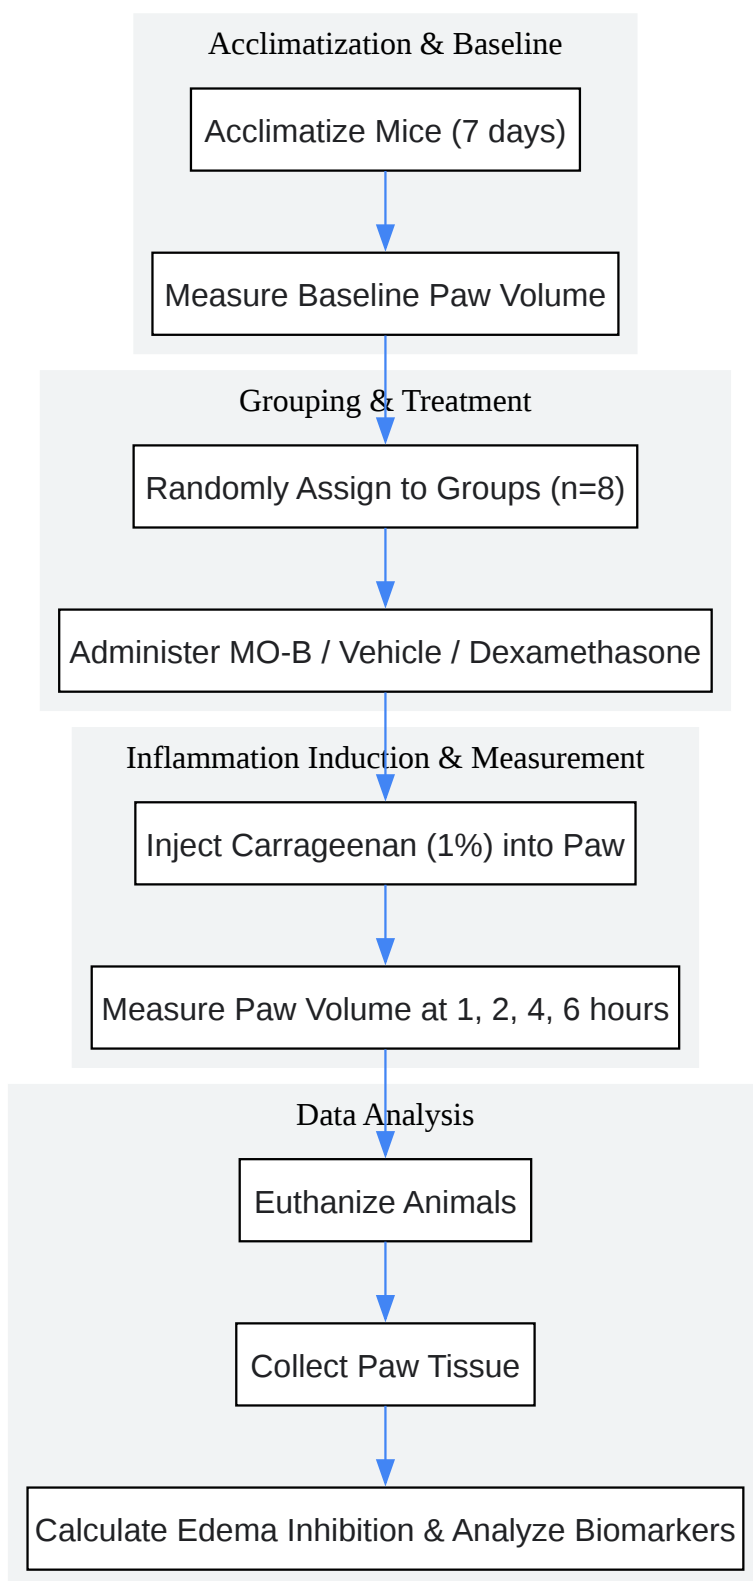 Acclimatization & Baseline
Acclimatize Mice (7 days)
Measure Baseline Paw Volume
Grouping & Treatment
Randomly Assign to Groups (n=8)
Administer MO-B / Vehicle / Dexamethasone
Inflammation Induction & Measurement
Inject Carrageenan (1%) into Paw
Measure Paw Volume at 1, 2, 4, 6 hours
Data Analysis
Euthanize Animals
Collect Paw Tissue
Calculate Edema Inhibition & Analyze Biomarkers